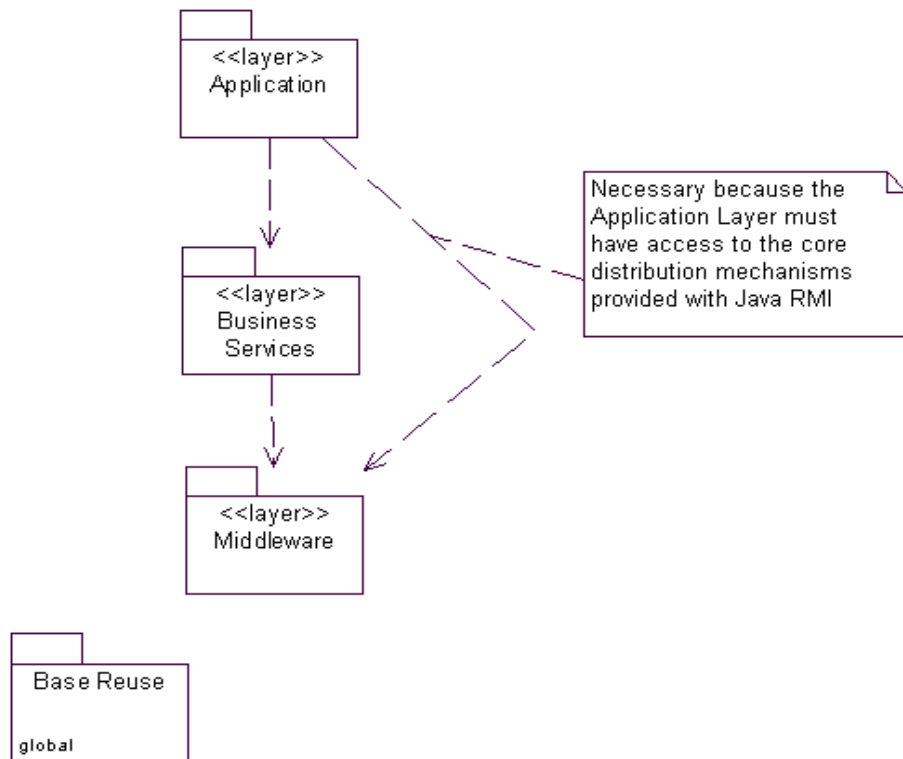 <<layer>>
Application
Necessary because the
Application Layer must
have access to the core
distribution mechanisms
provided with Java RMI
<<layer>>
Business
Services
<<layer>>
Middleware
Base Reuse
global